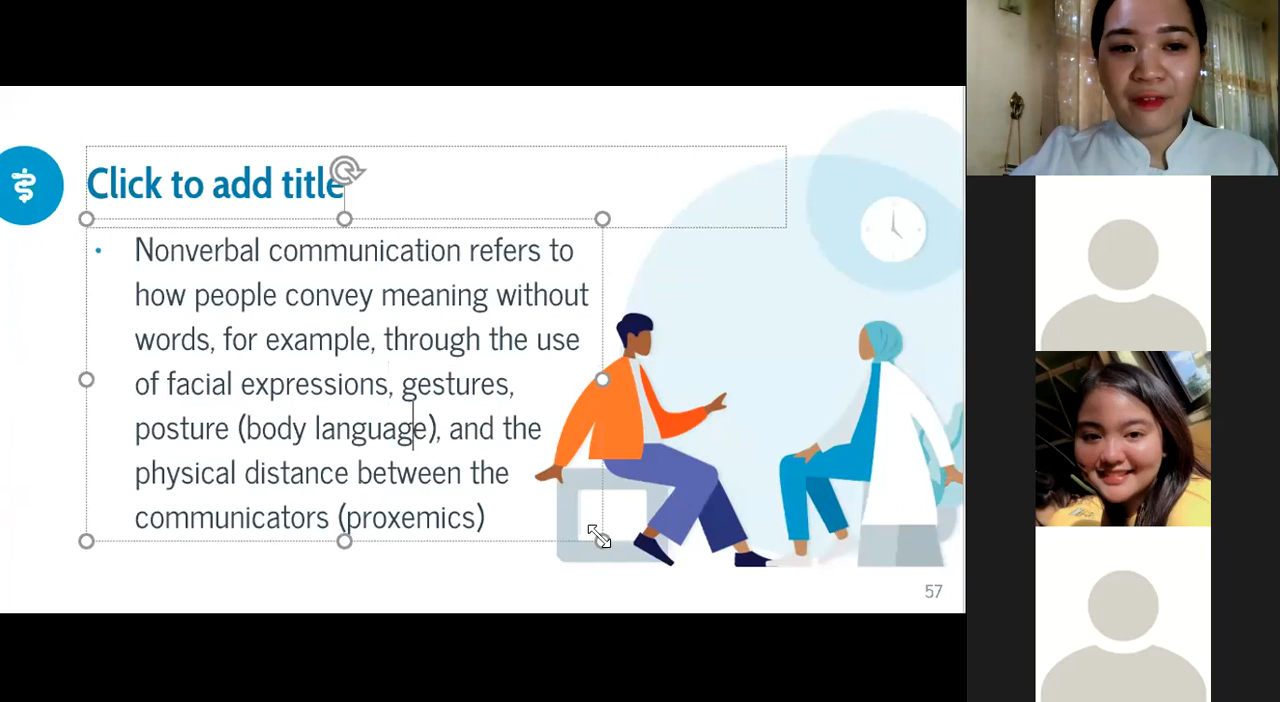 Click to add title
• Nonverbal communication refers to
how people convey meaning without
words, for example, through the use
of facial expressions, gestures,
posture (body language), and the
physical distance between the
communicators (proxemics)
57